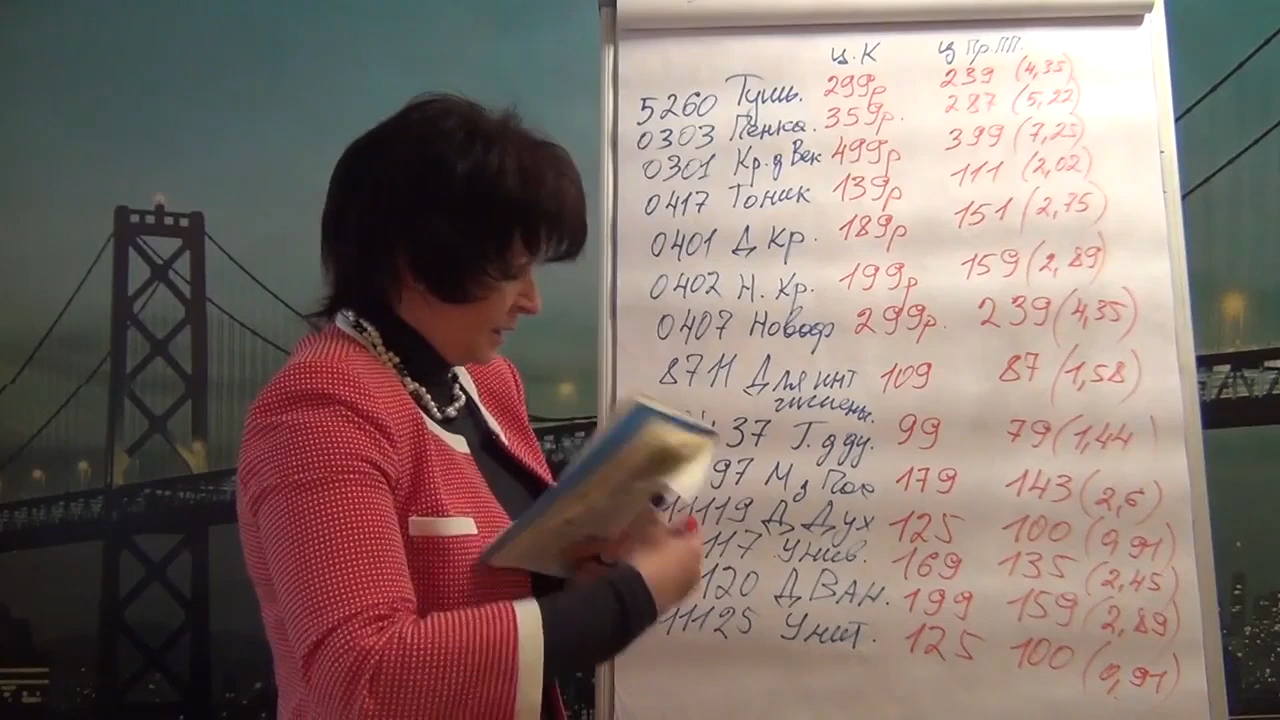 ц.К ц Пр.ПП.
5260 Тушь. 299р 239 (4,35)
0303 Пенка. 359р. 287 (5,22)
0301 Кр.д Век 499р 399 (7,25)
0417 Тоник 139р 111 (2,02)
0401 Д Кр. 189р 151 (2,75)
0402 Н. Кр. 199р 159 (2,89)
0407 299р. 239 (4,35)
8711 Для инт 109 87 (1,58)
гигиены.
37 Г. д ду. 99 79 (1,44)
97 М д 179 143 (2,6)
11119 Д Дух 125 100 (0,91)
117 Унив. 169 135 (2,45)
120 Д Ван. 199 159 (2,89)
11125 Унит. 125 100 (0,91)